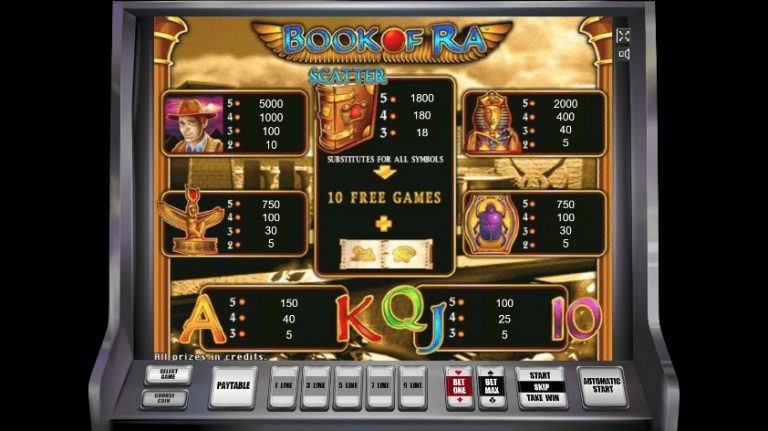 BOOK OF RA
SCATTER
5 5000
4 1000
3 100
2 10
5 1800
4 180
3 18
5 2000
4 400
3 40
2 5
SUBSTITUTES FOR ALL SYMBOLS
10 FREE GAMES
+
5 750
4 100
3 30
2 5
5 750
4 100
3 30
2 5
A K
5 150
4 40
3 5
Q J 10
5 100
4 25
3 5
All prizes in credits.
SELECT GAME
CHOOSE COIN
PAYTABLE
1 LINE
3 LINE
5 LINE
7 LINE
9 LINE
BET ONE
BET MAX
START
SKIP
TAKE WIN
AUTOMATIC START